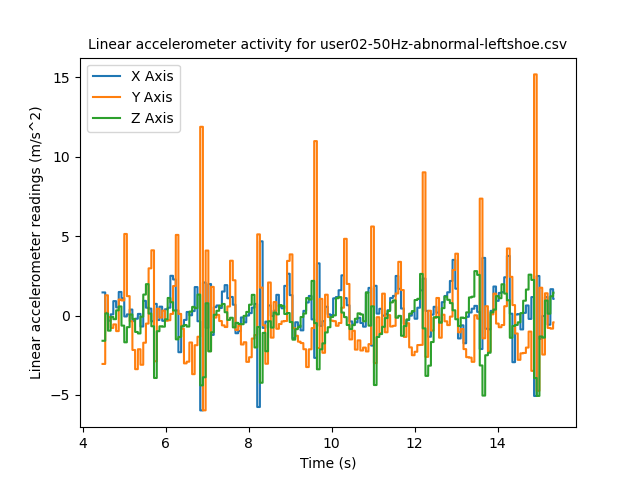 Linear accelerometer activity for user02-50Hz-abnormal-leftshoe.csv
X Axis
Y Axis
Z Axis
Linear accelerometer readings (m/s^2)
15
10
5
0
−5
4
6
8
10
12
14
Time (s)